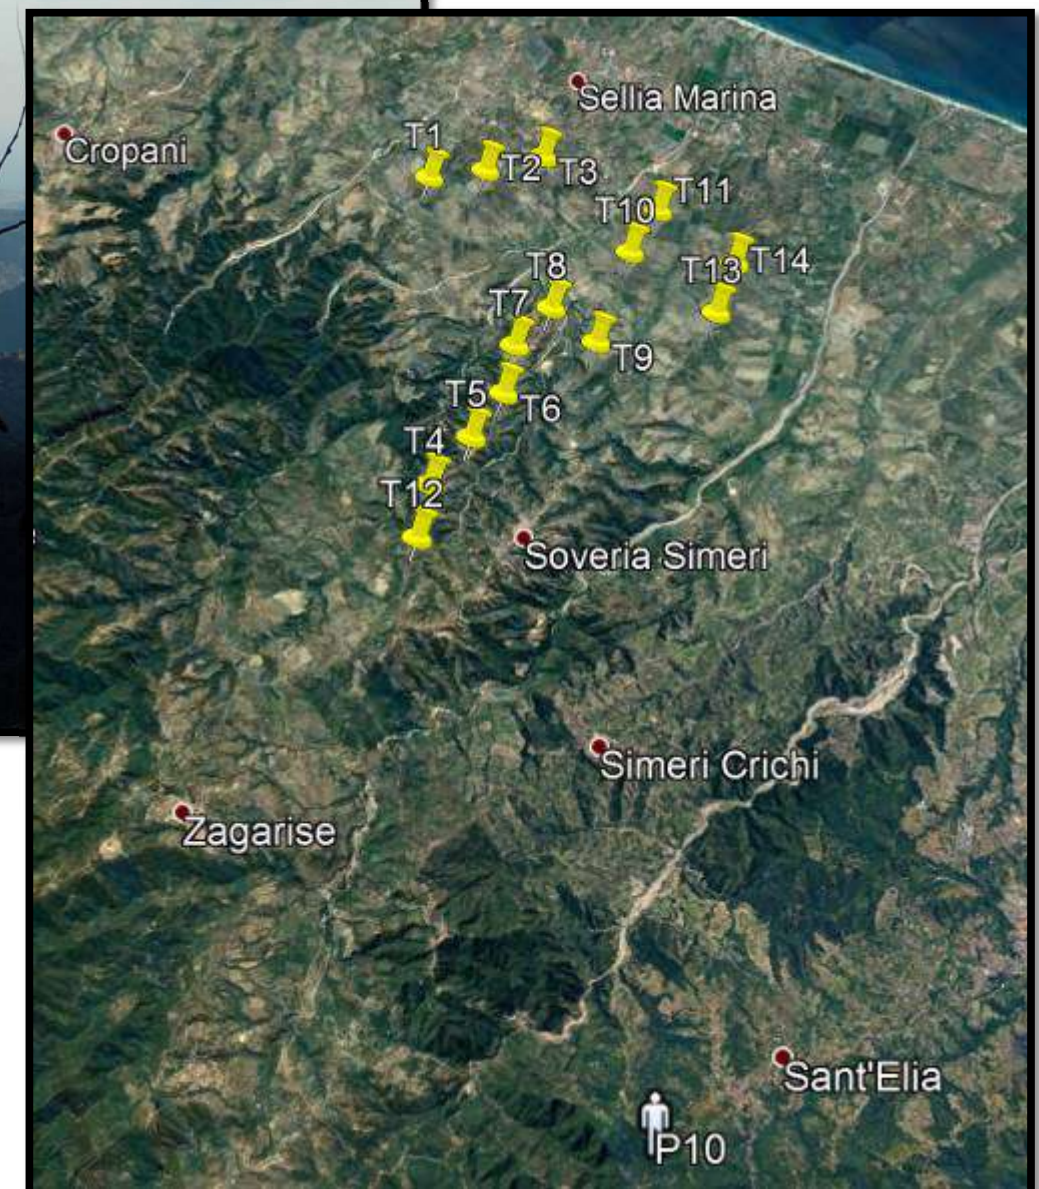 Sellia Marina
Cropani
T1
T2
T3
T11
T10
T14
T13
T8
T7
T9
T5
T6
T4
T12
Soveria Simeri
Simeri Crichi
Zagarise
Sant'Elia
P10